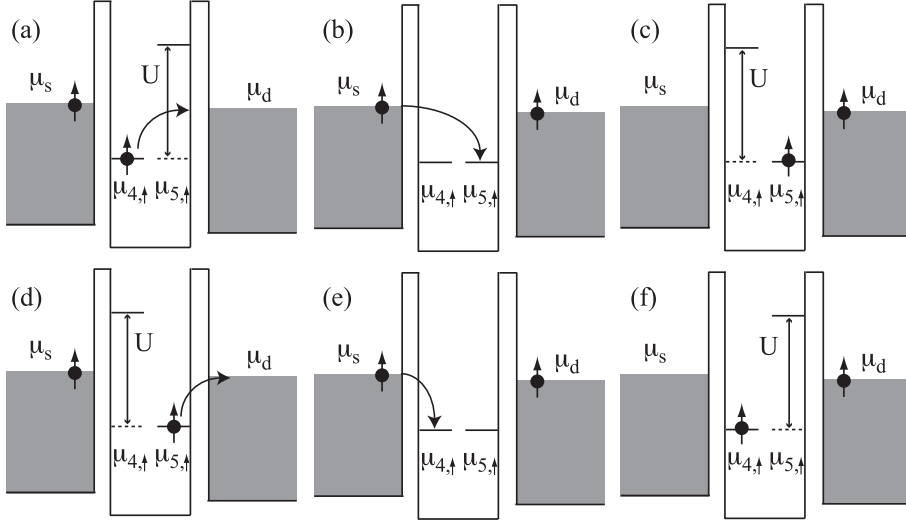 (a) (b) (c)
μs U μd μs μd μs U μd
μ4,↑ μ5,↑ μ4,↑ μ5,↑ μ4,↑ μ5,↑
(d) (e) (f)
μs U μd μs μd μs U μd
μ4,↑ μ5,↑ μ4,↑ μ5,↑ μ4,↑ μ5,↑